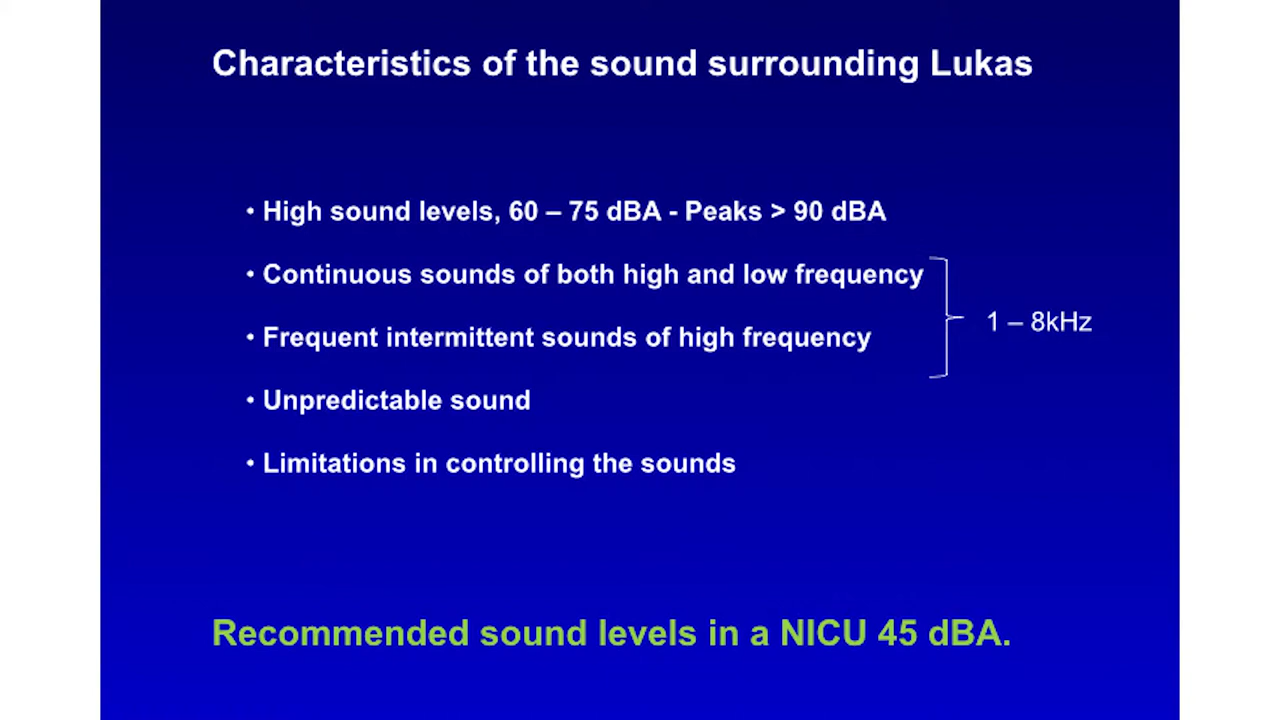 Characteristics of the sound surrounding Lukas
• High sound levels, 60 – 75 dBA - Peaks > 90 dBA
• Continuous sounds of both high and low frequency
• Frequent intermittent sounds of high frequency
1 – 8kHz
• Unpredictable sound
• Limitations in controlling the sounds
Recommended sound levels in a NICU 45 dBA.